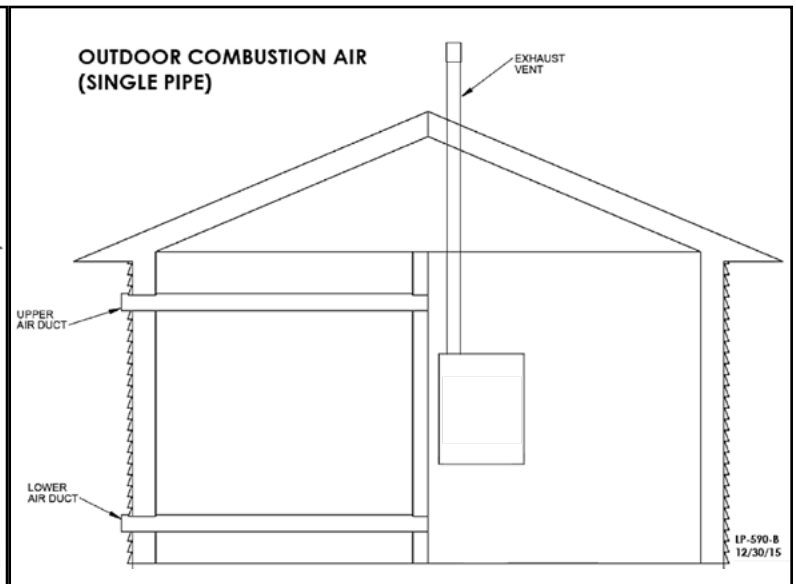 OUTDOOR COMBUSTION AIR
(SINGLE PIPE)
EXHAUST
VENT
UPPER
AIR DUCT
LOWER
AIR DUCT
LP-590-B
12/30/15